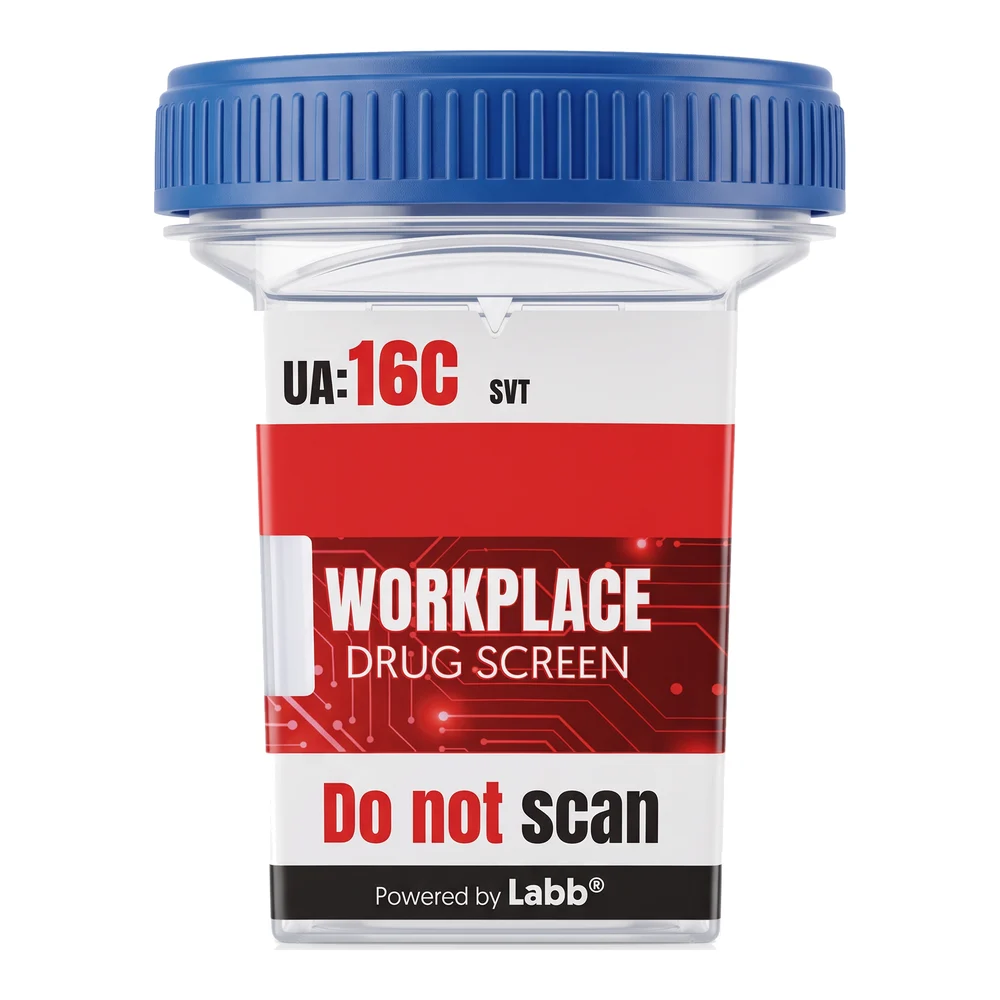 UA:16C SVT
WORKPLACE
DRUG SCREEN
Do not scan
Powered by Labb®